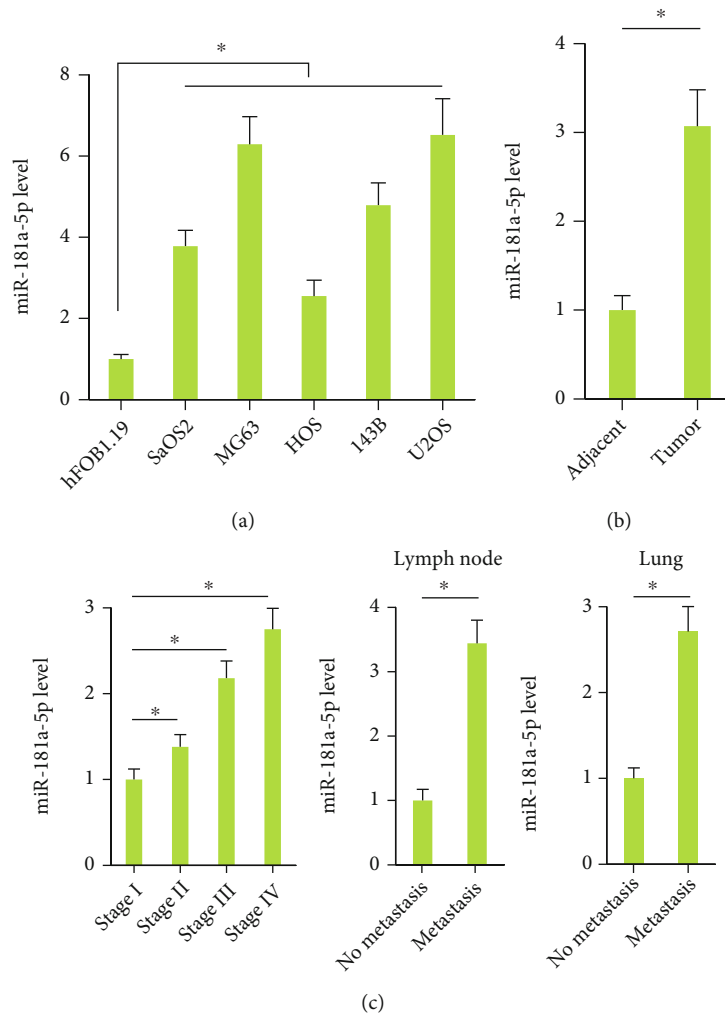 *
8
6
4
2
0
miR-181a-5p level
hFOB1.19
SaOS2
MG63
HOS
143B
U2OS
(a)
*
4
3
2
1
0
miR-181a-5p level
Adjacent
Tumor
(b)
*
*
*
3
2
1
0
miR-181a-5p level
Stage I
Stage II
Stage III
Stage IV
Lymph node
*
4
3
2
1
0
miR-181a-5p level
No metastasis
Metastasis
Lung
*
3
2
1
0
miR-181a-5p level
No metastasis
Metastasis
(c)